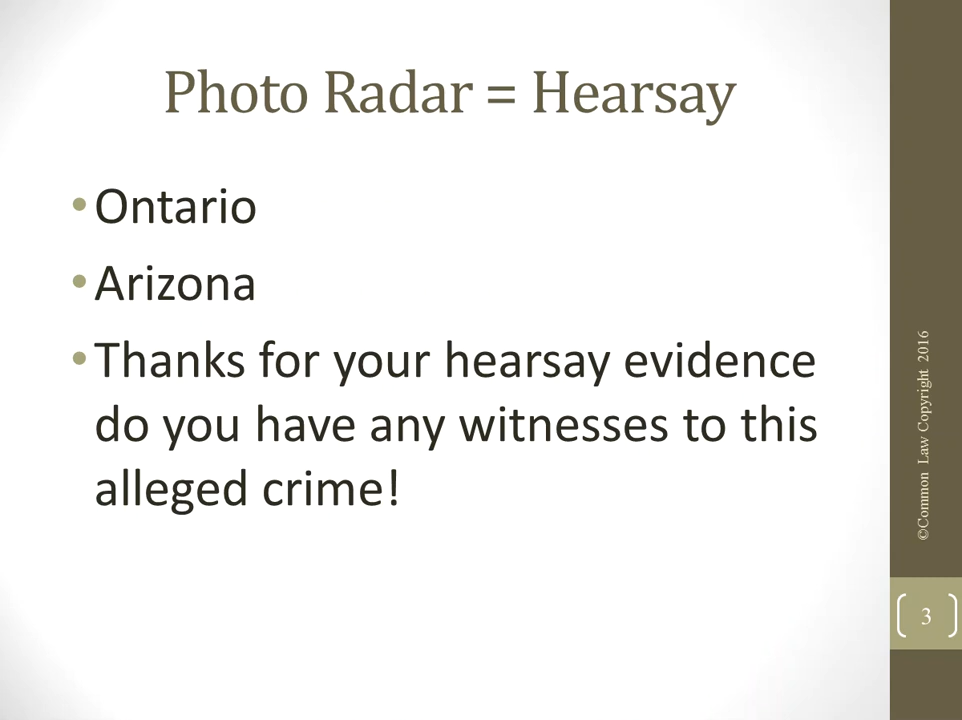 Photo Radar = Hearsay
•Ontario
•Arizona
•Thanks for your hearsay evidence
do you have any witnesses to this
alleged crime!
©Common Law Copyright 2016
3